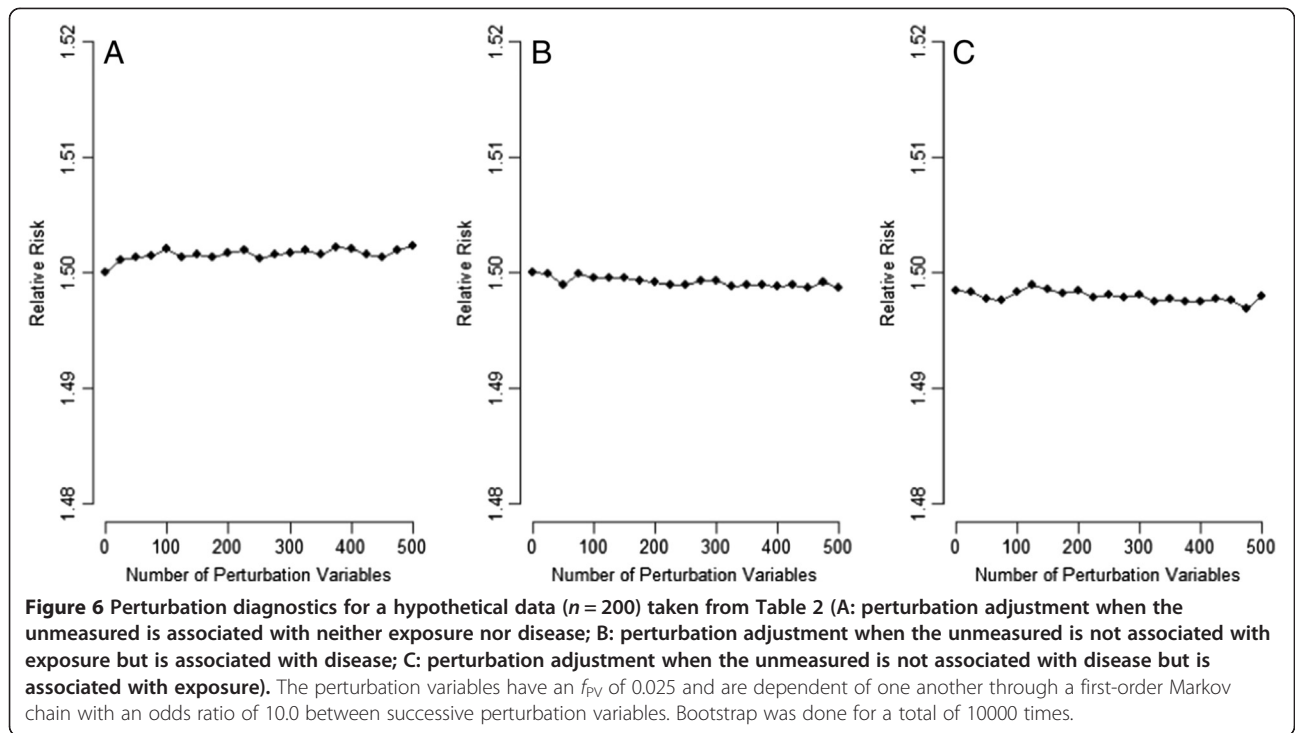 A
1.52
1.51
1.50
1.49
1.48
Relative Risk
0 100 200 300 400 500
Number of Perturbation Variables
B
1.52
1.51
1.50
1.49
1.48
Relative Risk
0 100 200 300 400 500
Number of Perturbation Variables
C
1.52
1.51
1.50
1.49
1.48
Relative Risk
0 100 200 300 400 500
Number of Perturbation Variables
Figure 6 Perturbation diagnostics for a hypothetical data (n = 200) taken from Table 2 (A: perturbation adjustment when the
unmeasured is associated with neither exposure nor disease; B: perturbation adjustment when the unmeasured is not associated with
exposure but is associated with disease; C: perturbation adjustment when the unmeasured is not associated with disease but is
associated with exposure). The perturbation variables have an fPV of 0.025 and are dependent of one another through a first-order Markov
chain with an odds ratio of 10.0 between successive perturbation variables. Bootstrap was done for a total of 10000 times.